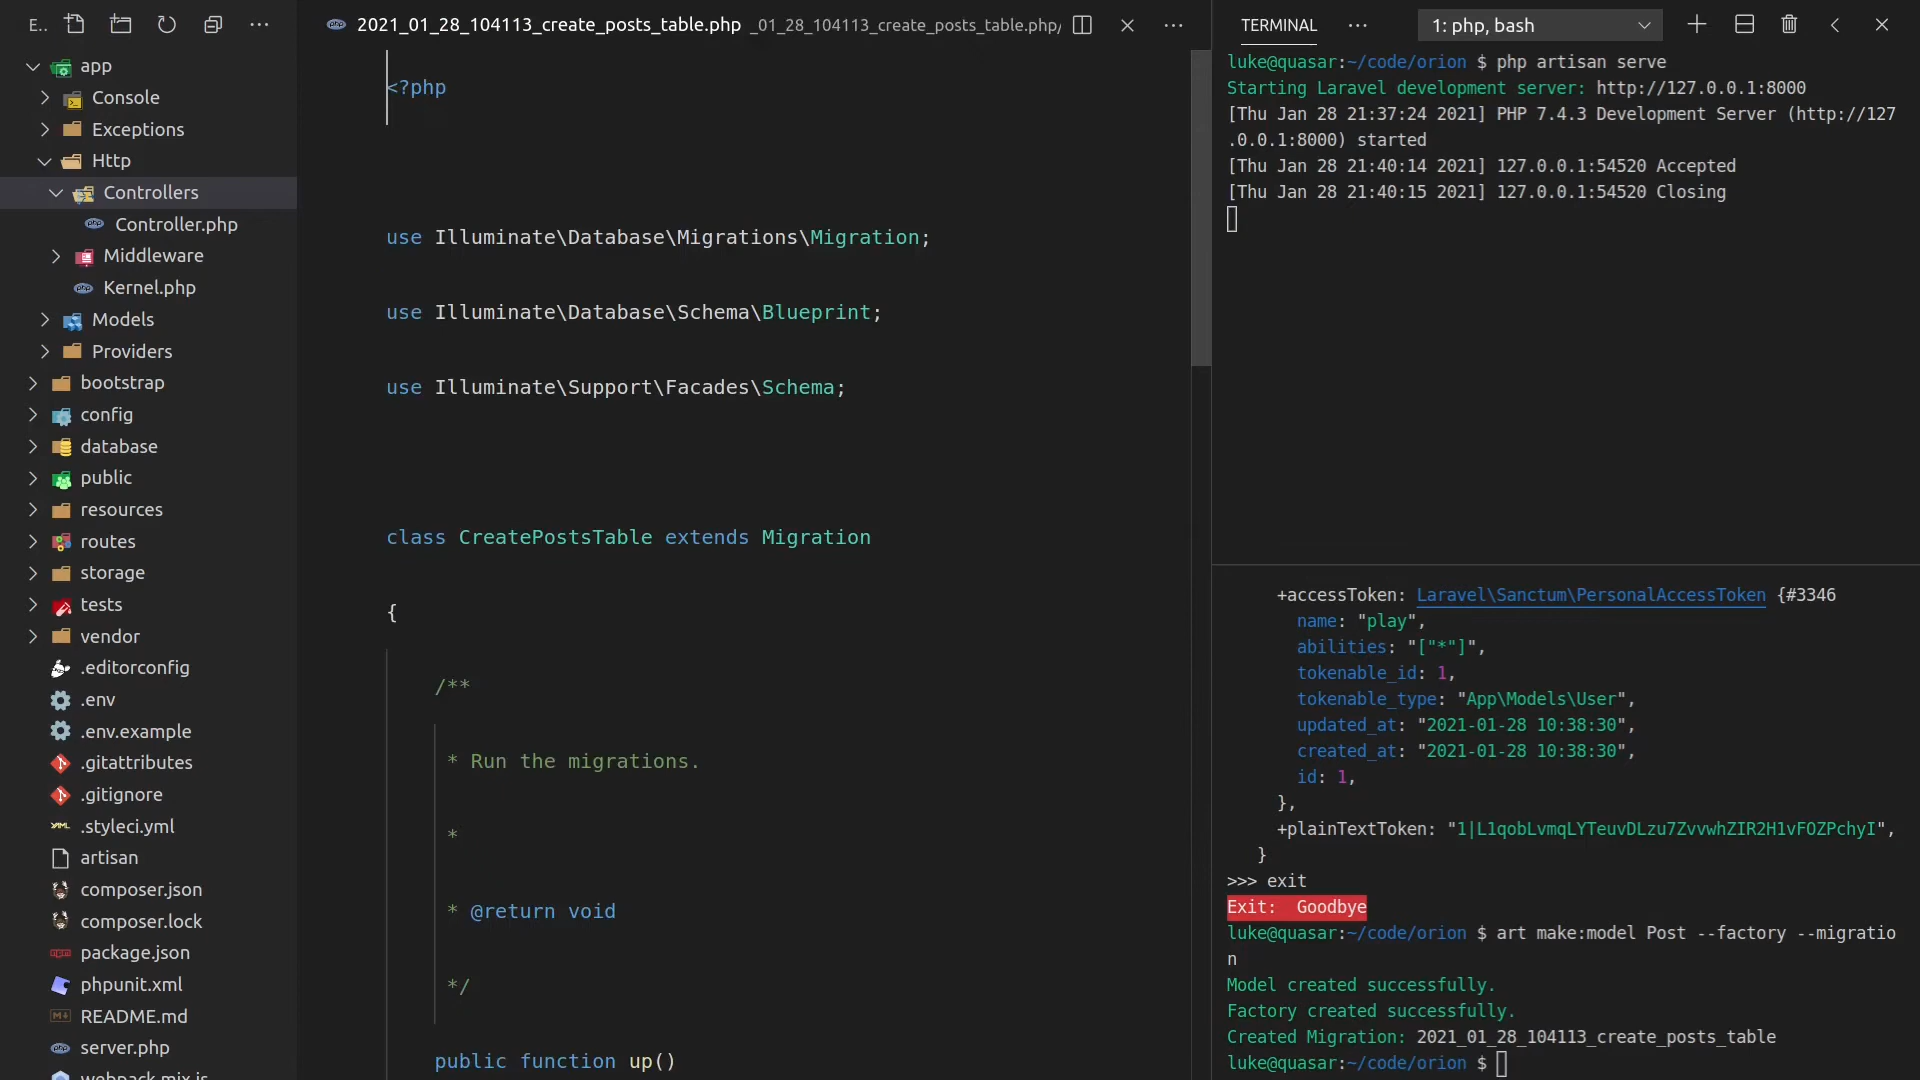 E..
app
Console
Exceptions
Http
Controllers
Controller.php
Middleware
Kernel.php
Models
Providers
bootstrap
config
database
public
resources
routes
storage
tests
vendor
.editorconfig
.env
.env.example
.gitattributes
.gitignore
.styleci.yml
artisan
composer.json
composer.lock
package.json
phpunit.xml
README.md
server.php
webpack.mix.js
2021_01_28_104113_create_posts_table.php _01_28_104113_create_posts_table.php/
<?php
use Illuminate\Database\Migrations\Migration;
use Illuminate\Database\Schema\Blueprint;
use Illuminate\Support\Facades\Schema;
class CreatePostsTable extends Migration
{
/**
* Run the migrations.
*
* @return void
*/
public function up()
TERMINAL
1: php, bash
luke@quasar:~/code/orion $ php artisan serve
Starting Laravel development server: http://127.0.0.1:8000
[Thu Jan 28 21:37:24 2021] PHP 7.4.3 Development Server (http://127
.0.0.1:8000) started
[Thu Jan 28 21:40:14 2021] 127.0.0.1:54520 Accepted
[Thu Jan 28 21:40:15 2021] 127.0.0.1:54520 Closing
+accessToken: Laravel\Sanctum\PersonalAccessToken {#3346
name: "play",
abilities: "["*"]",
tokenable_id: 1,
tokenable_type: "App\Models\User",
updated_at: "2021-01-28 10:38:30",
created_at: "2021-01-28 10:38:30",
id: 1,
},
+plainTextToken: "1|L1qobLvmqLYTeuvDLzu7ZvvwhZIR2H1vFOZPchyI",
}
>>> exit
Exit:  Goodbye
luke@quasar:~/code/orion $ art make:model Post --factory --migratio
n
Model created successfully.
Factory created successfully.
Created Migration: 2021_01_28_104113_create_posts_table
luke@quasar:~/code/orion $